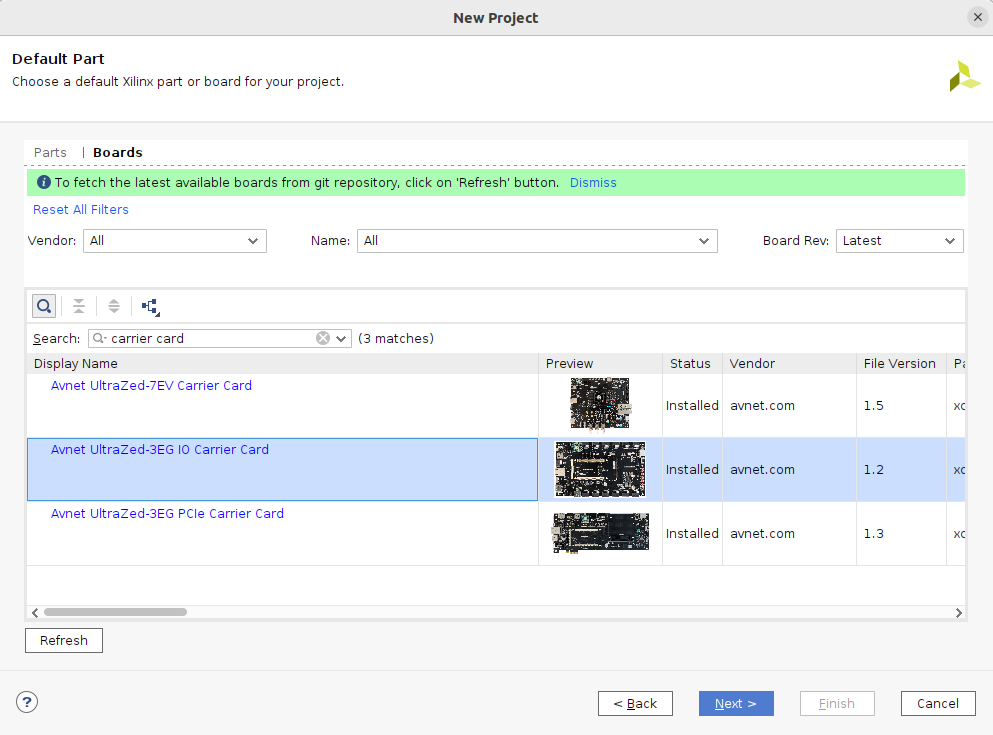 New Project
Default Part
Choose a default Xilinx part or board for your project.
Parts | Boards
To fetch the latest available boards from git repository, click on 'Refresh' button. Dismiss
Reset All Filters
Vendor: All Name: All Board Rev: Latest
Search: carrier card (3 matches)
Display Name Preview Status Vendor File Version Pa
Avnet UltraZed-7EV Carrier Card Installed avnet.com 1.5 xc
Avnet UltraZed-3EG IO Carrier Card Installed avnet.com 1.2 xc
Avnet UltraZed-3EG PCIe Carrier Card Installed avnet.com 1.3 xc
Refresh
? < Back Next > Finish Cancel